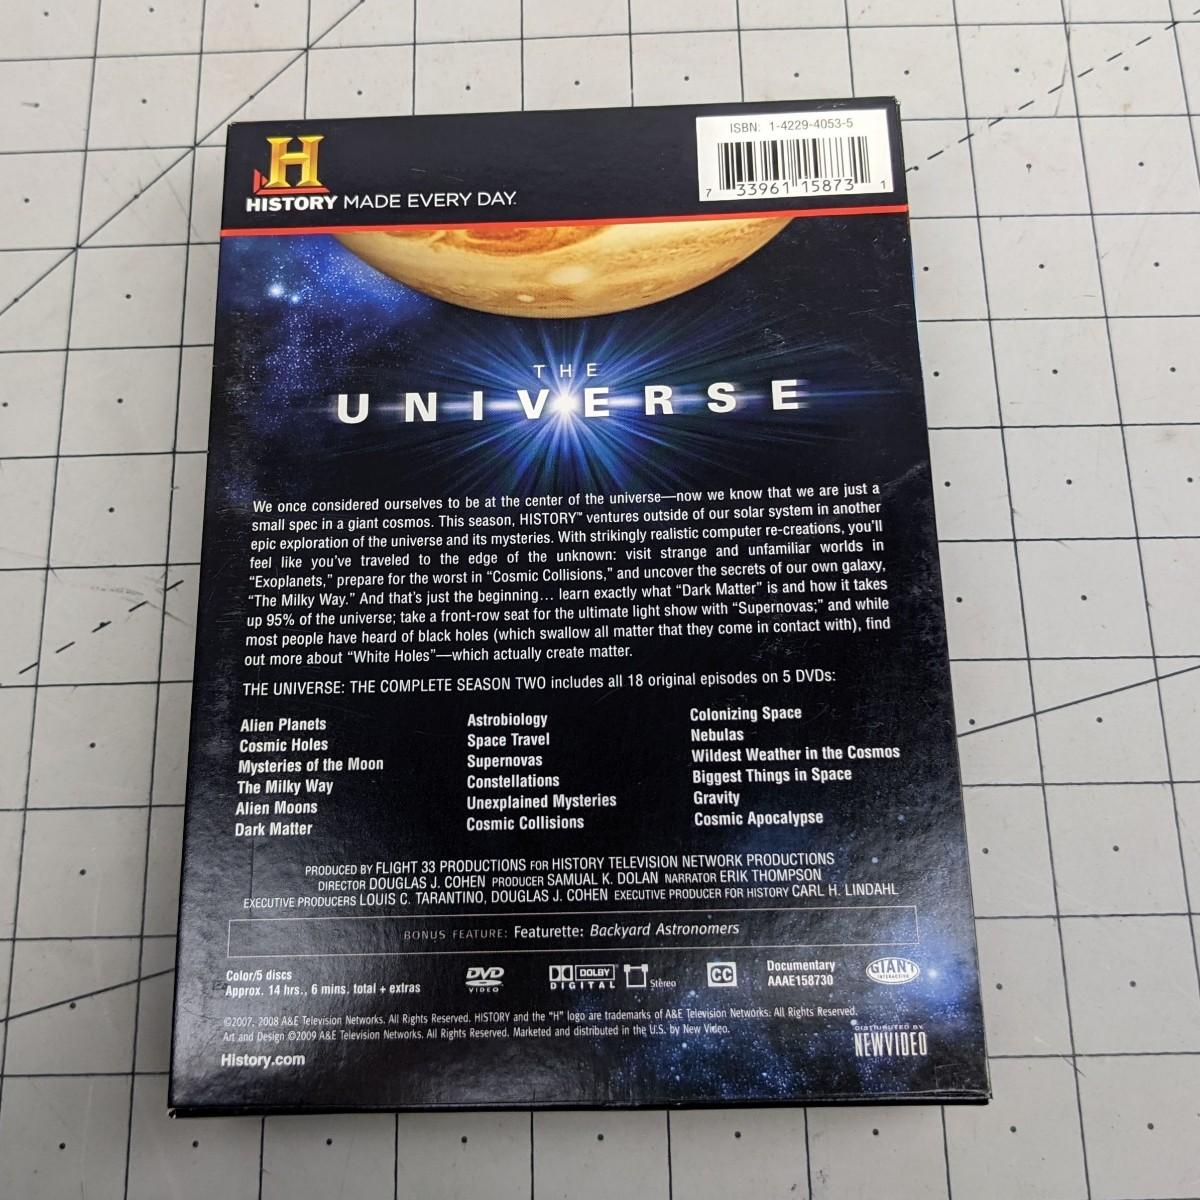 ISBN: 1-4229-4053-5
7 33961 15873 1
H
HISTORY MADE EVERY DAY.
THE
UNIVERSE
We once considered ourselves to be at the center of the universe—now we know that we are just a
small spec in a giant cosmos. This season, HISTORY™ ventures outside of our solar system in another
epic exploration of the universe and its mysteries. With strikingly realistic computer re-creations, you'll
feel like you've traveled to the edge of the unknown: visit strange and unfamiliar worlds in
“Exoplanets,” prepare for the worst in “Cosmic Collisions,” and uncover the secrets of our own galaxy,
“The Milky Way.” And that's just the beginning... learn exactly what “Dark Matter” is and how it takes
up 95% of the universe; take a front-row seat for the ultimate light show with “Supernovas;” and while
most people have heard of black holes (which swallow all matter that they come in contact with), find
out more about “White Holes”—which actually create matter.
THE UNIVERSE: THE COMPLETE SEASON TWO includes all 18 original episodes on 5 DVDs:
Alien Planets
Cosmic Holes
Mysteries of the Moon
The Milky Way
Alien Moons
Dark Matter
Astrobiology
Space Travel
Supernovas
Constellations
Unexplained Mysteries
Cosmic Collisions
Colonizing Space
Nebulas
Wildest Weather in the Cosmos
Biggest Things in Space
Gravity
Cosmic Apocalypse
PRODUCED BY FLIGHT 33 PRODUCTIONS FOR HISTORY TELEVISION NETWORK PRODUCTIONS
DIRECTOR DOUGLAS J. COHEN PRODUCER SAMUAL K. DOLAN NARRATOR ERIK THOMPSON
EXECUTIVE PRODUCERS LOUIS C. TARANTINO, DOUGLAS J. COHEN EXECUTIVE PRODUCER FOR HISTORY CARL H. LINDAHL
BONUS FEATURE: Featurette: Backyard Astronomers
Color/5 discs
Approx. 14 hrs., 6 mins. total + extras
DVD
VIDEO
DOLBY
DIGITAL
Stéreo
CC
Documentary
AAAE158730
GIANT
INTERACTIVE
©2007, 2008 A&E Television Networks. All Rights Reserved. HISTORY and the "H" logo are trademarks of A&E Television Networks. All Rights Reserved.
Art and Design ©2009 A&E Television Networks. All Rights Reserved. Marketed and distributed in the U.S. by New Video.
History.com
DISTRIBUTED BY
NEWVIDEO